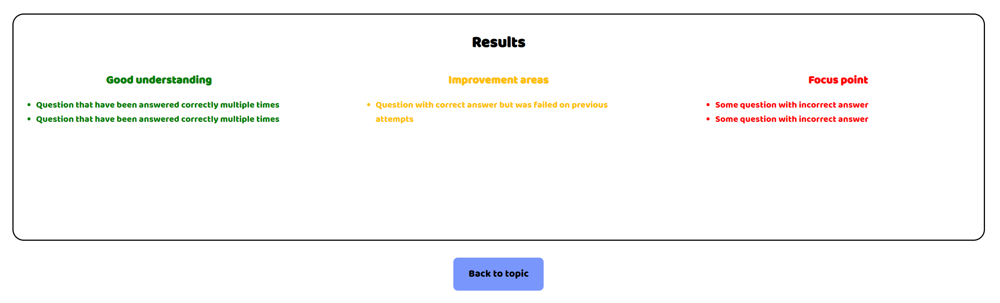 Results
Good understanding
Question that have been answered correctly multiple times
Question that have been answered correctly multiple times
Improvement areas
Question with correct answer but was failed on previous
attempts
Focus point
Some question with incorrect answer
Some question with incorrect answer
Back to topic